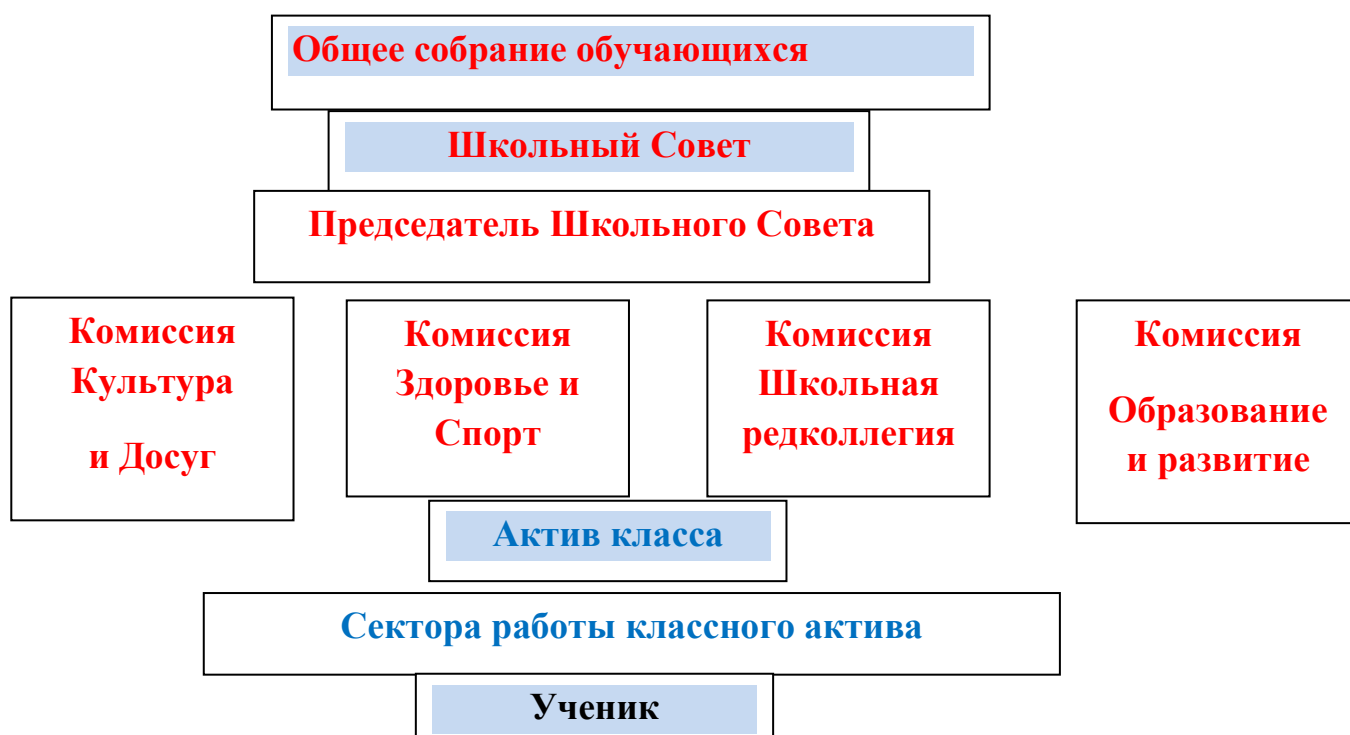 Общее собрание обучающихся
Школьный Совет
Председатель Школьного Совета
Комиссия
Культура
и Досуг
Комиссия
Здоровье и
Спорт
Комиссия
Школьная
редколлегия
Комиссия
Образование
и развитие
Актив класса
Сектора работы классного актива
Ученик